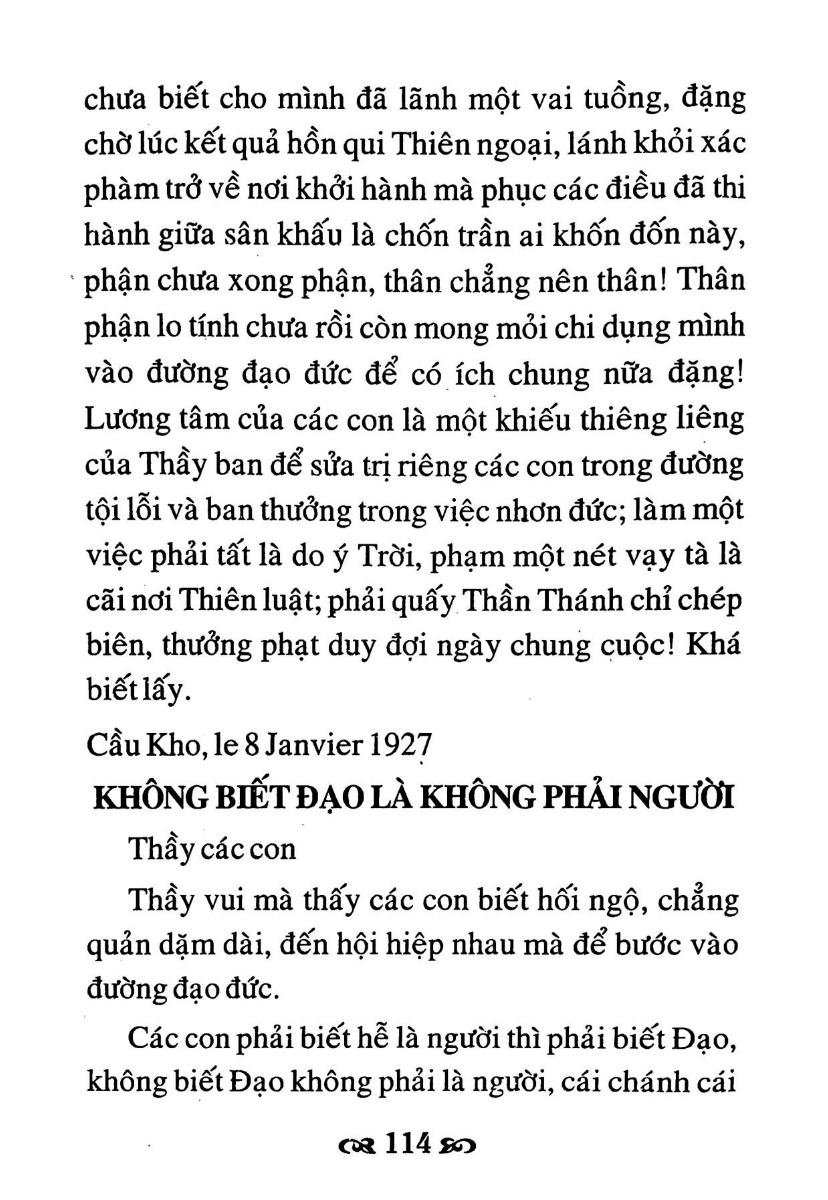 chưa biết cho mình đã lãnh một vai tuồng, đặng
chờ lúc kết quả hồn qui Thiên ngoại, lánh khỏi xác
phàm trở về nơi khởi hành mà phục các điều đã thi
hành giữa sân khấu là chốn trần ai khốn đốn này,
phận chưa xong phận, thân chẳng nên thân! Thân
phận lo tính chưa rồi còn mong mỏi chi dụng mình
vào đường đạo đức để có ích chung nữa đặng!
Lương tâm của các con là một khiếu thiêng liêng
của Thầy ban để sửa trị riêng các con trong đường
tội lỗi và ban thưởng trong việc nhơn đức; làm một
việc phải tất là do ý Trời, phạm một nét vạy tà là
cãi nơi Thiên luật; phải quấy Thần Thánh chỉ chép
biên, thưởng phạt duy đợi ngày chung cuộc! Khá
biết lấy.
Cầu Kho, le 8 Janvier 1927
KHÔNG BIẾT ĐẠO LÀ KHÔNG PHẢI NGƯỜI
Thầy các con
Thầy vui mà thấy các con biết hối ngộ, chẳng
quản dặm dài, đến hội hiệp nhau mà để bước vào
đường đạo đức.
Các con phải biết hễ là người thì phải biết Đạo,
không biết Đạo không phải là người, cái chánh cái
114